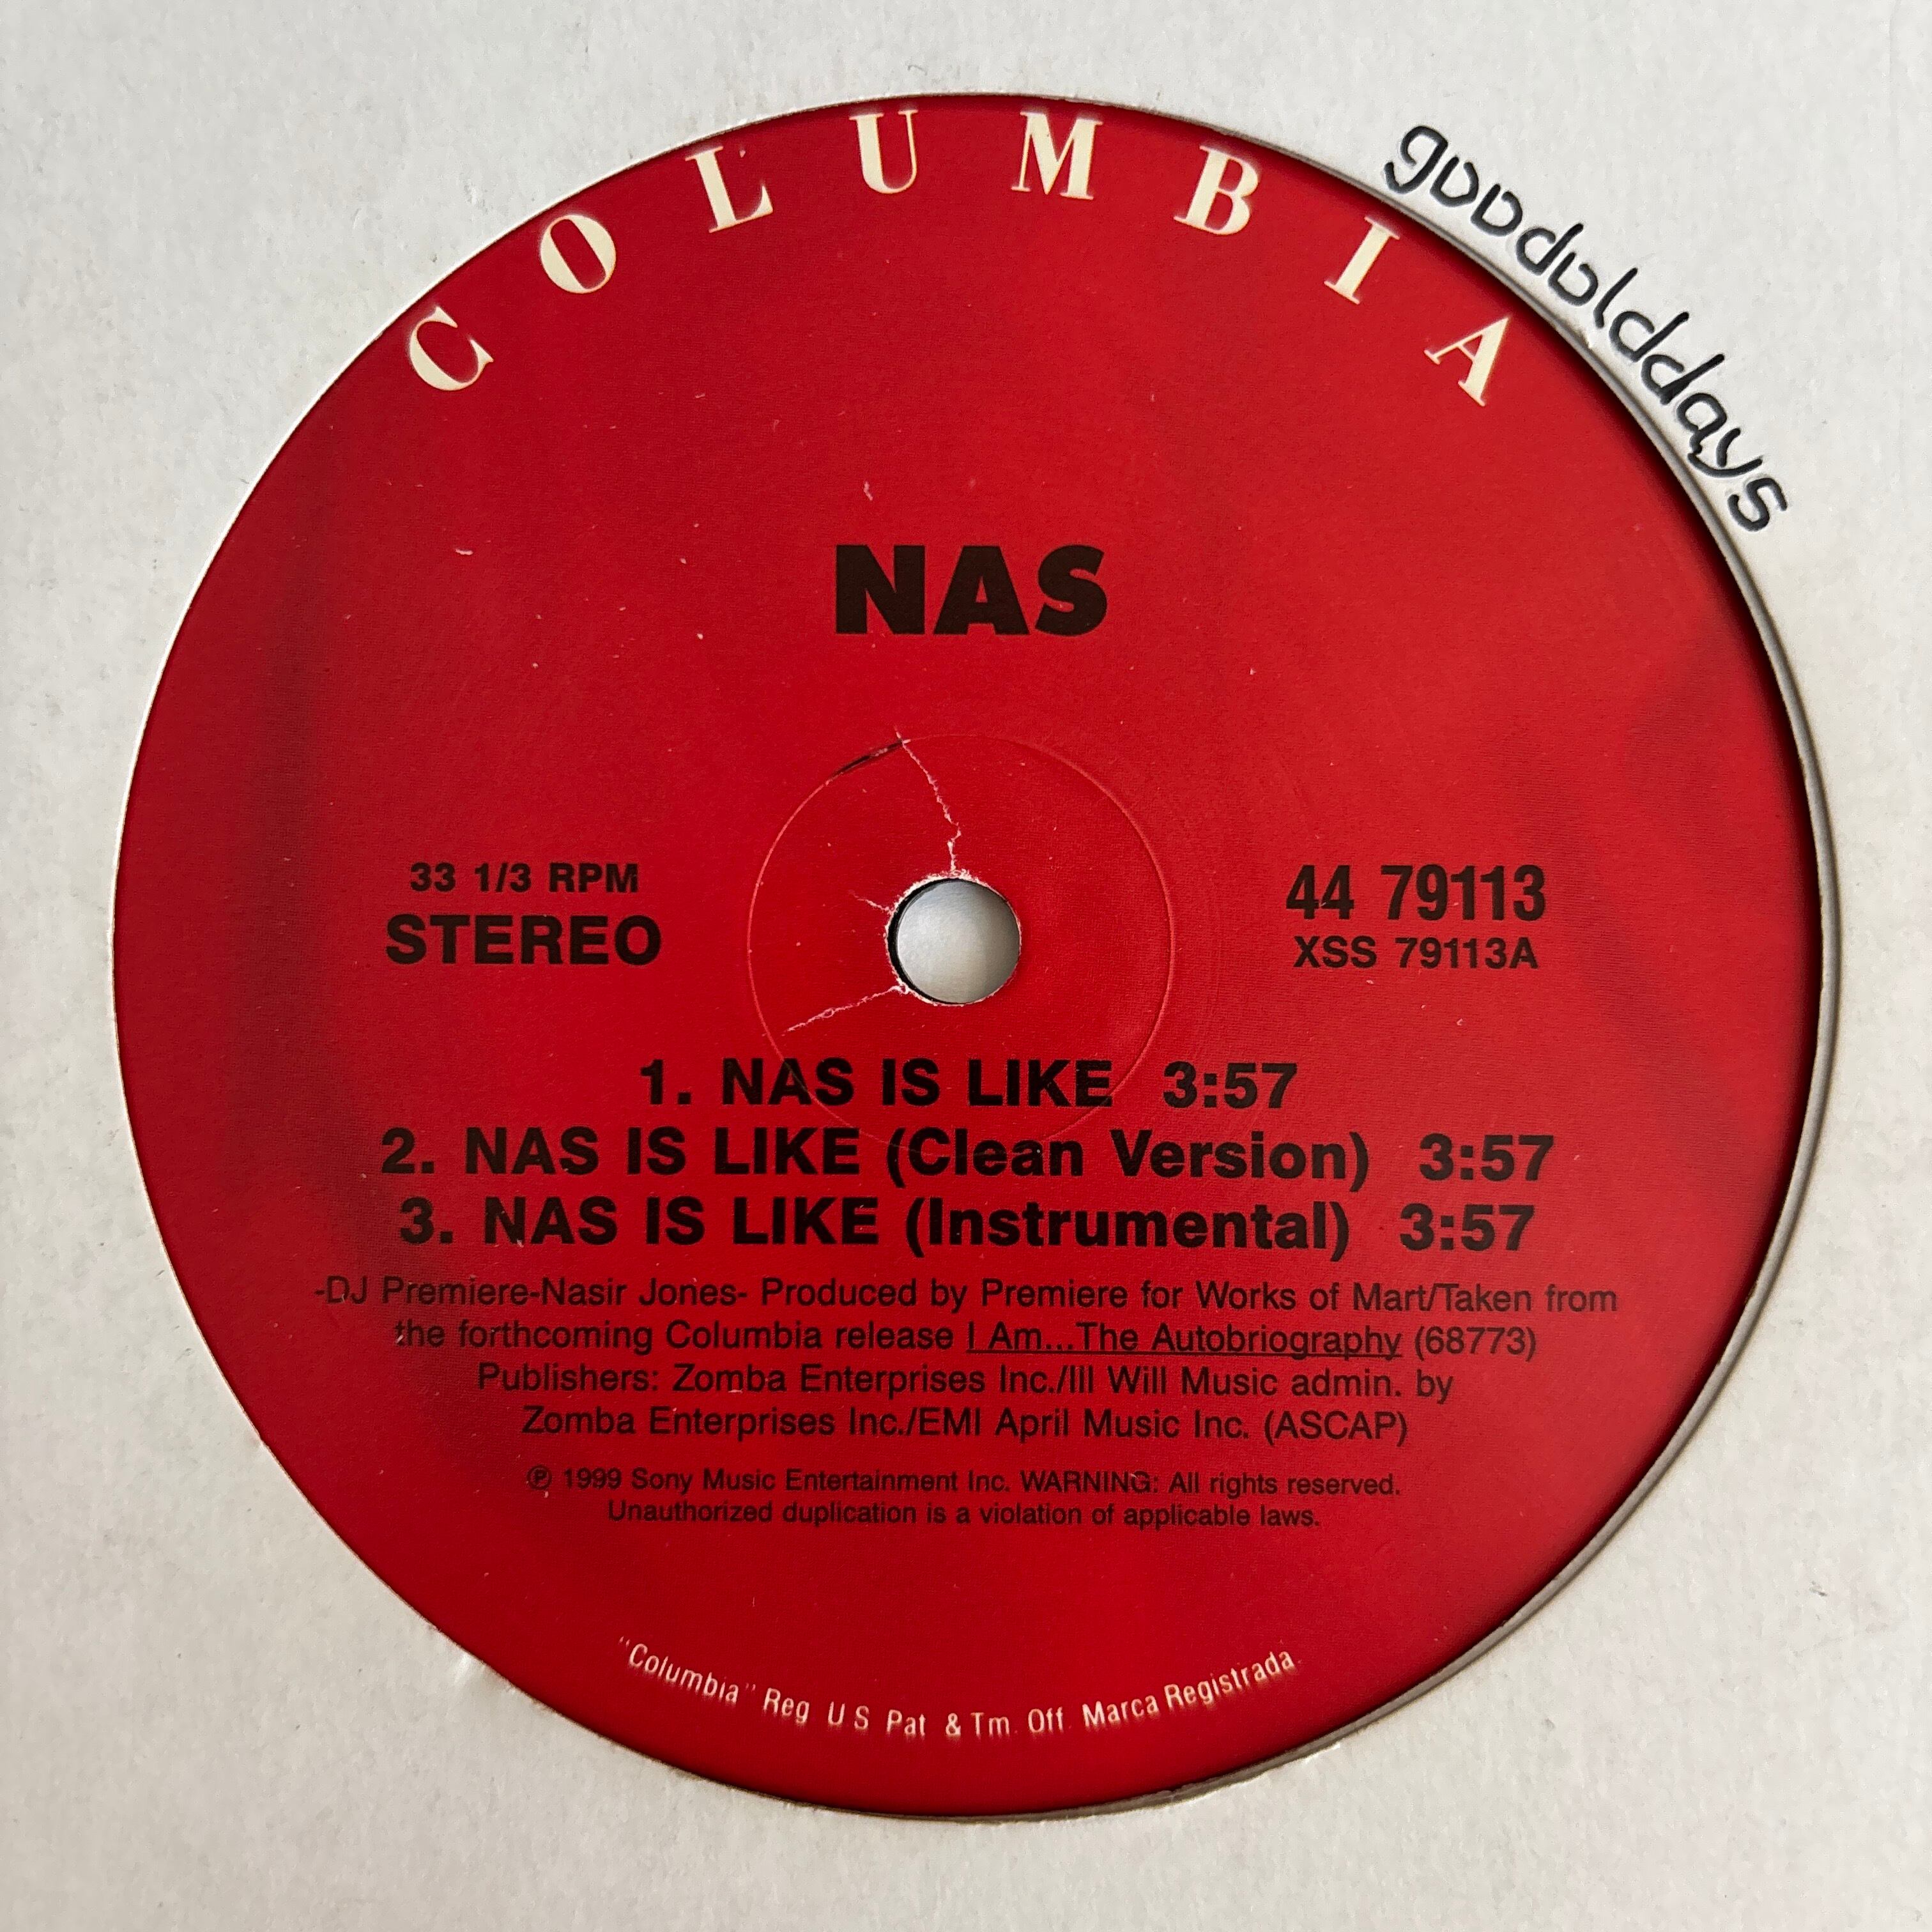 COLUMBIA
gooddolddays
NAS
33 1/3 RPM
STEREO
44 79113
XSS 79113A
1. NAS IS LIKE 3:57
2. NAS IS LIKE (Clean Version) 3:57
3. NAS IS LIKE (Instrumental) 3:57
-DJ Premiere-Nasir Jones- Produced by Premiere for Works of Mart/Taken from
the forthcoming Columbia release I Am...The Autobriography (68773)
Publishers: Zomba Enterprises Inc./Ill Will Music admin. by
Zomba Enterprises Inc./EMI April Music Inc. (ASCAP)
℗ 1999 Sony Music Entertainment Inc. WARNING: All rights reserved.
Unauthorized duplication is a violation of applicable laws.
"Columbia" Reg U S Pat & Tm. Off. Marca Registrada.